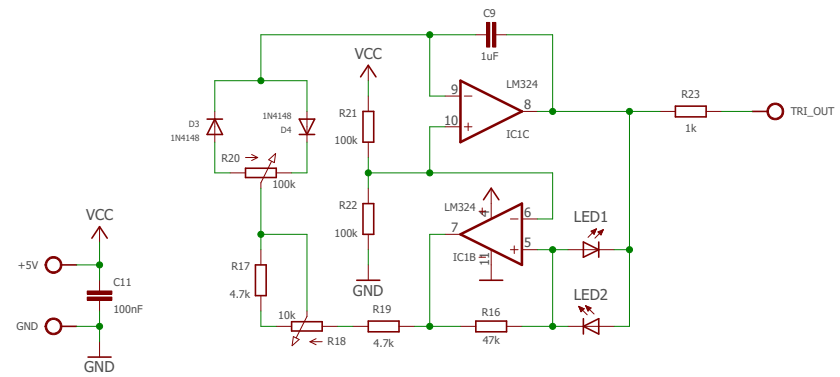 C9
1uF
VCC
LM324
9
8
10
IC1C
R23
1k
TRI_OUT
D3
1N4148
1N4148
D4
R21
100k
R20
100k
R22
100k
GND
LM324
4
6
7
5
IC1B
11
LED1
LED2
VCC
+5V
C11
100nF
GND
GND
R17
4.7k
10k
R18
R19
4.7k
R16
47k